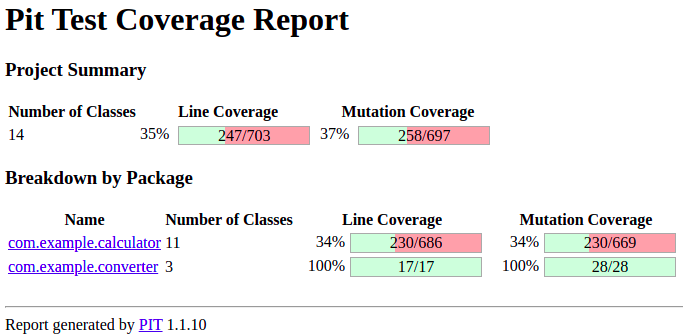 Pit Test Coverage Report
Project Summary
Number of Classes Line Coverage Mutation Coverage
14 35% 247/703 37% 258/697
Breakdown by Package
Name Number of Classes Line Coverage Mutation Coverage
com.example.calculator 11 34% 230/686 34% 230/669
com.example.converter 3 100% 17/17 100% 28/28
Report generated by PIT 1.1.10